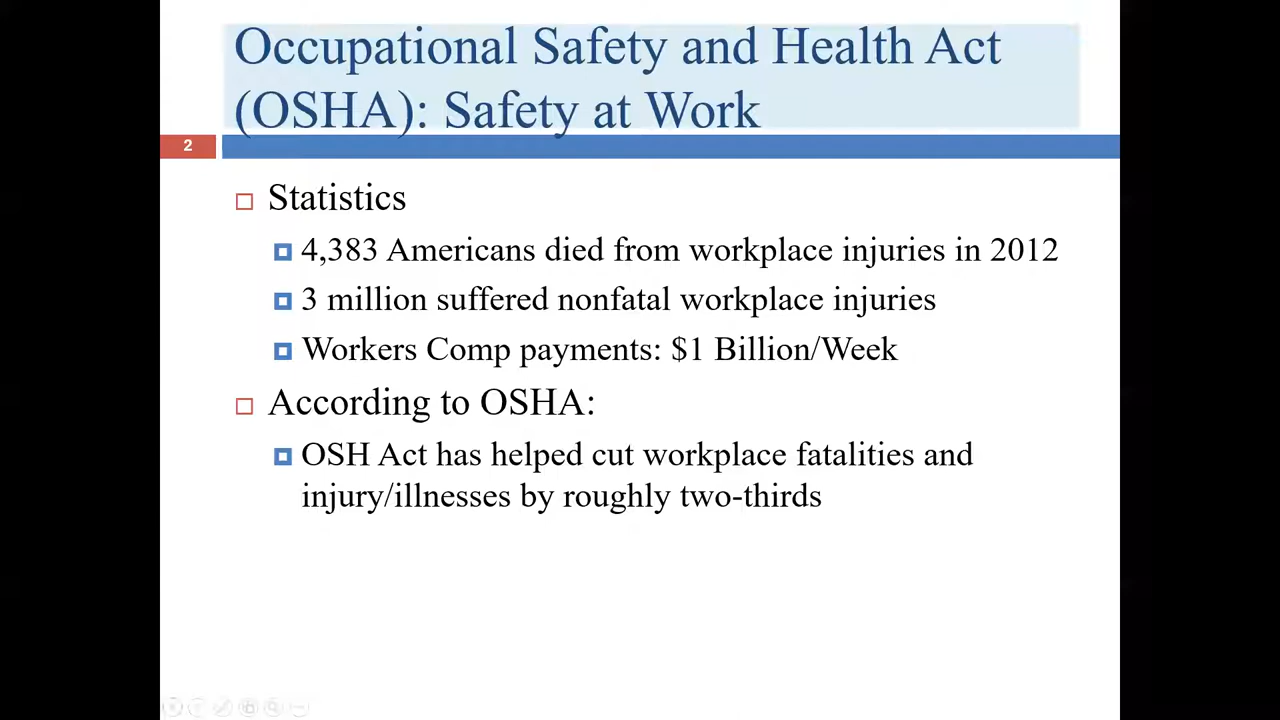 Occupational Safety and Health Act
(OSHA): Safety at Work
2
Statistics
4,383 Americans died from workplace injuries in 2012
3 million suffered nonfatal workplace injuries
Workers Comp payments: $1 Billion/Week
According to OSHA:
OSH Act has helped cut workplace fatalities and
injury/illnesses by roughly two-thirds